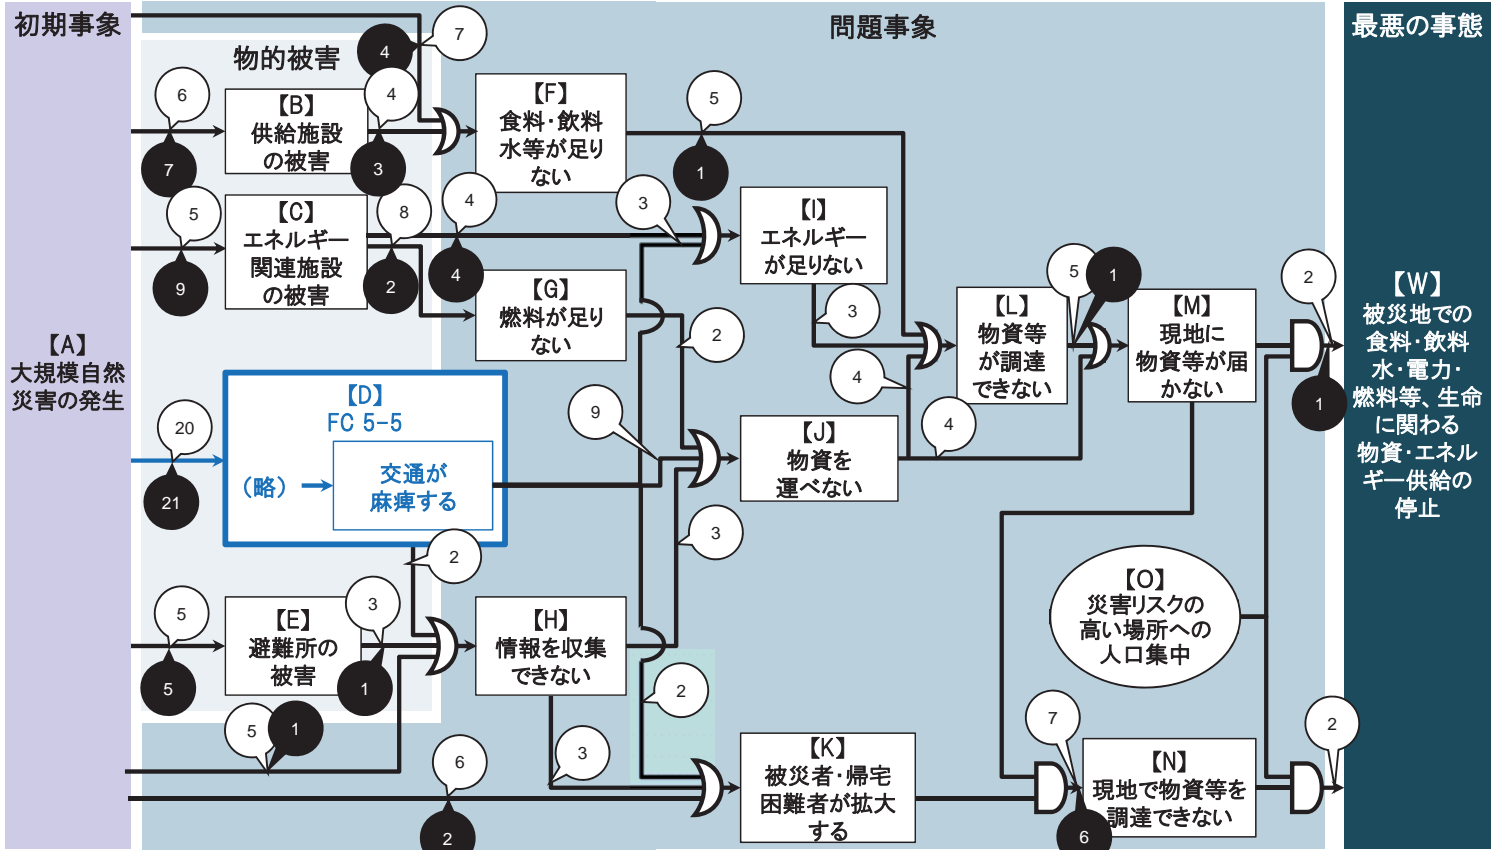 初期事象
問題事象
最悪の事態
物的被害
【A】
大規模自然
災害の発生
【B】
供給施設
の被害
【C】
エネルギー
関連施設
の被害
【D】
FC 5-5
(略)
交通が
麻痺する
【E】
避難所の
被害
【F】
食料・飲料
水等が足り
ない
【G】
燃料が足り
ない
【H】
情報を収集
できない
【I】
エネルギー
が足りない
【J】
物資を
運べない
【K】
被災者・帰宅
困難者が拡大
する
【L】
物資等
が調達
できない
【M】
現地に
物資等が届
かない
【O】
災害リスクの
高い場所への
人口集中
【N】
現地で物資等を
調達できない
【W】
被災地での
食料・飲料
水・電力・
燃料等、生命
に関わる
物資・エネル
ギー供給の
停止
6
7
4
3
4
7
5
9
8
2
4
4
5
1
3
3
2
9
4
4
5
1
2
1
20
21
2
3
5
5
3
1
5
1
6
2
3
2
7
6
2